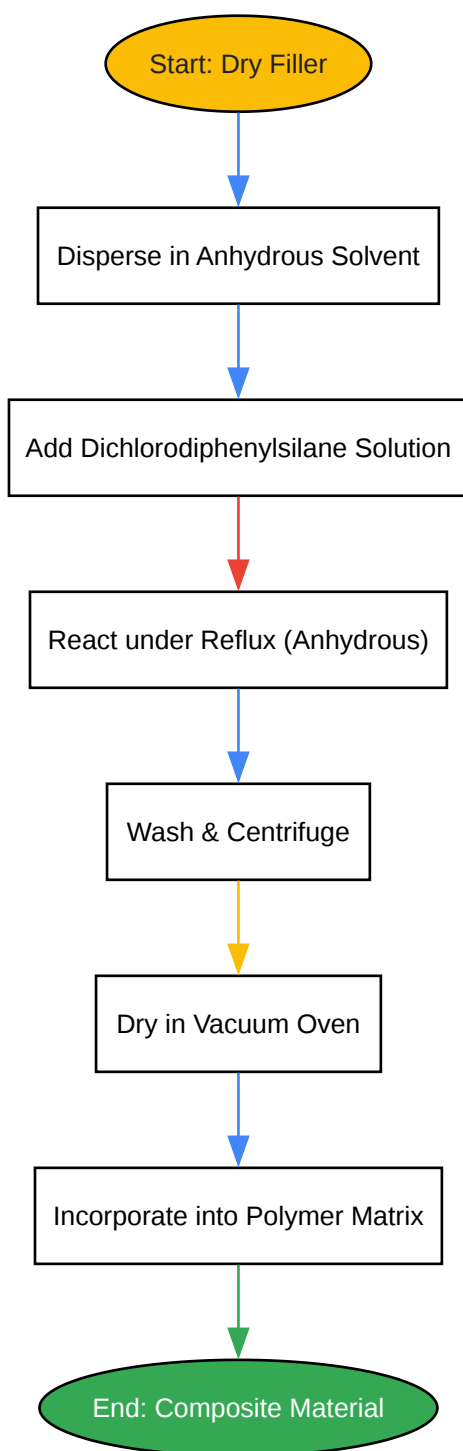 Start: Dry Filler
Disperse in Anhydrous Solvent
Add Dichlorodiphenylsilane Solution
React under Reflux (Anhydrous)
Wash & Centrifuge
Dry in Vacuum Oven
Incorporate into Polymer Matrix
End: Composite Material